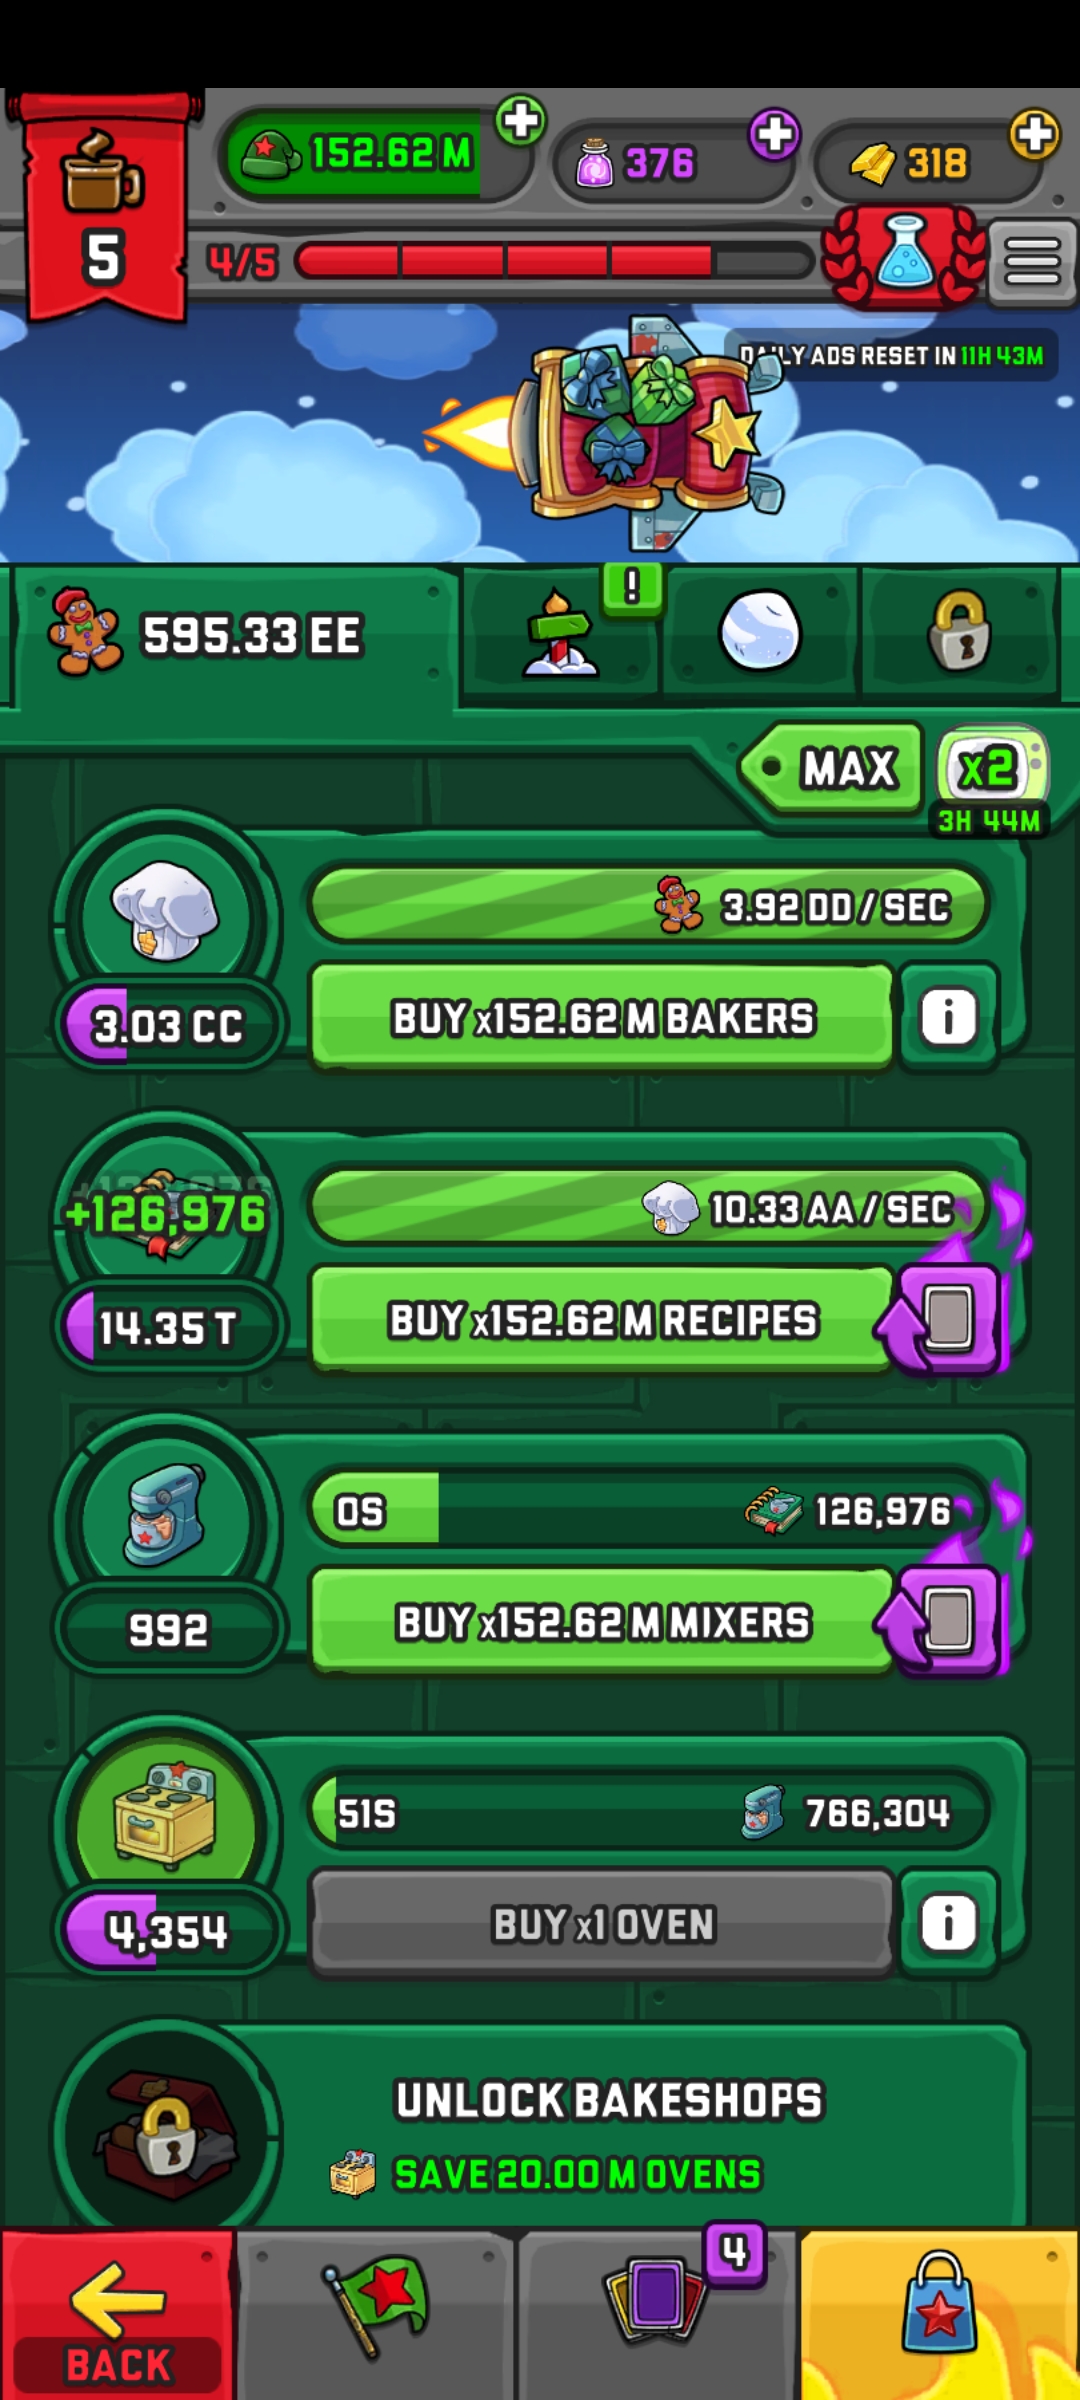 152.62 M
376
318
5
4/5
DAILY ADS RESET IN 11H 43M
595.33 EE
!
MAX
x2
3H 44M
3.92 DD / SEC
3.03 CC
BUY x152.62 M BAKERS
i
+126,976
10.33 AA / SEC
14.35 T
BUY x152.62 M RECIPES
0S
126,976
992
BUY x152.62 M MIXERS
51S
766,304
4,354
BUY x1 OVEN
i
UNLOCK BAKESHOPS
SAVE 20.00 M OVENS
4
BACK